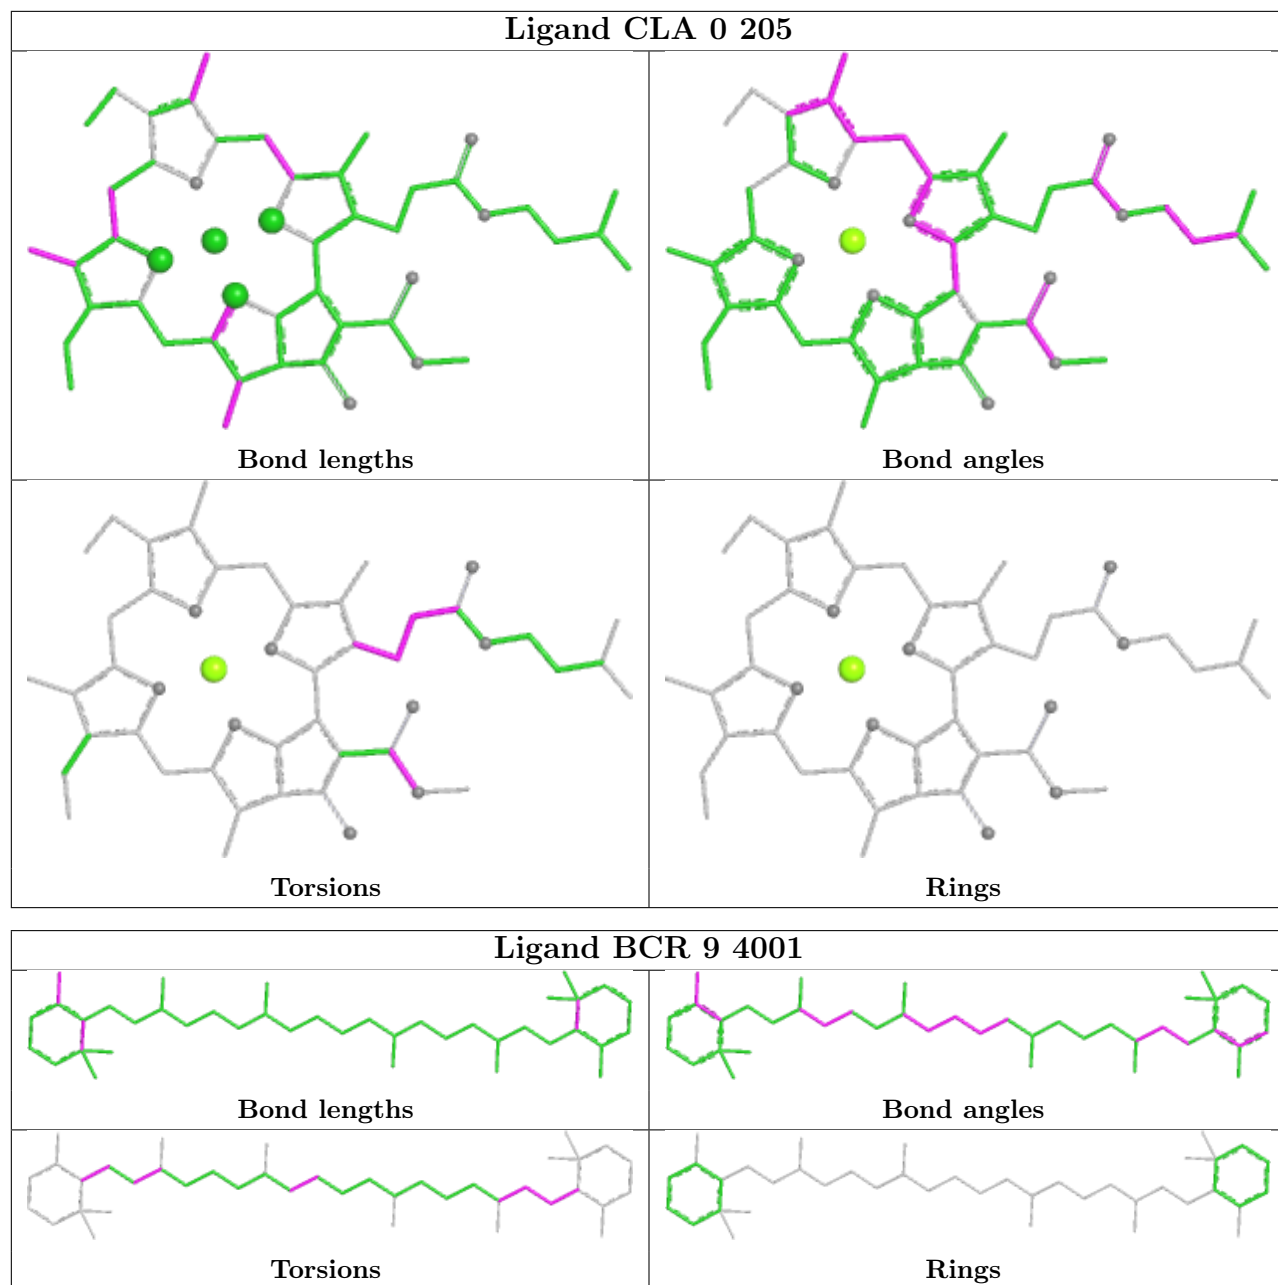 Ligand CLA 0 205
Bond lengths
Bond angles
Torsions
Rings
Ligand BCR 9 4001
Bond lengths
Bond angles
Torsions
Rings